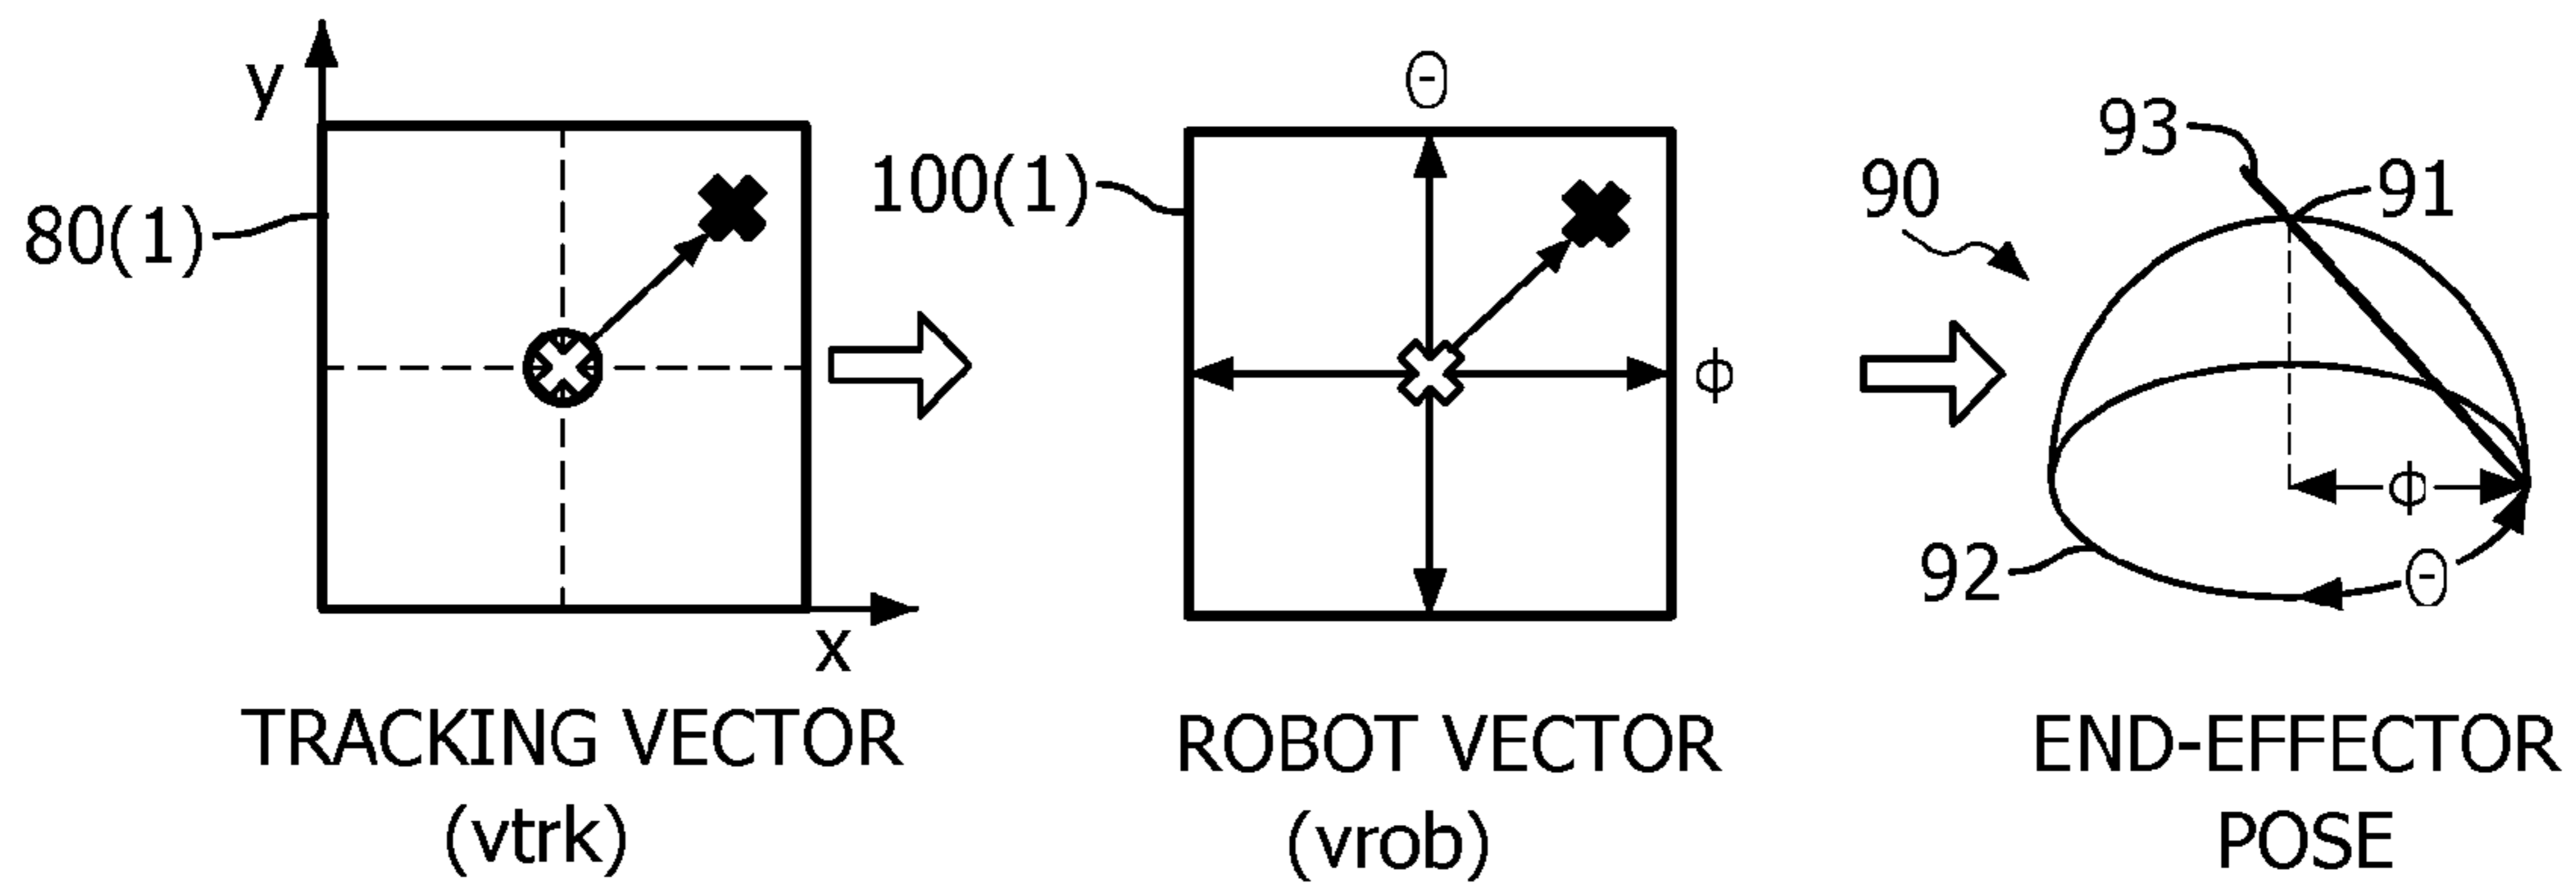 y
80(1)
x
TRACKING VECTOR
(vtrk)
Θ
100(1)
ϕ
ROBOT VECTOR
(vrob)
93
90
91
ϕ
92
Θ
END-EFFECTOR
POSE